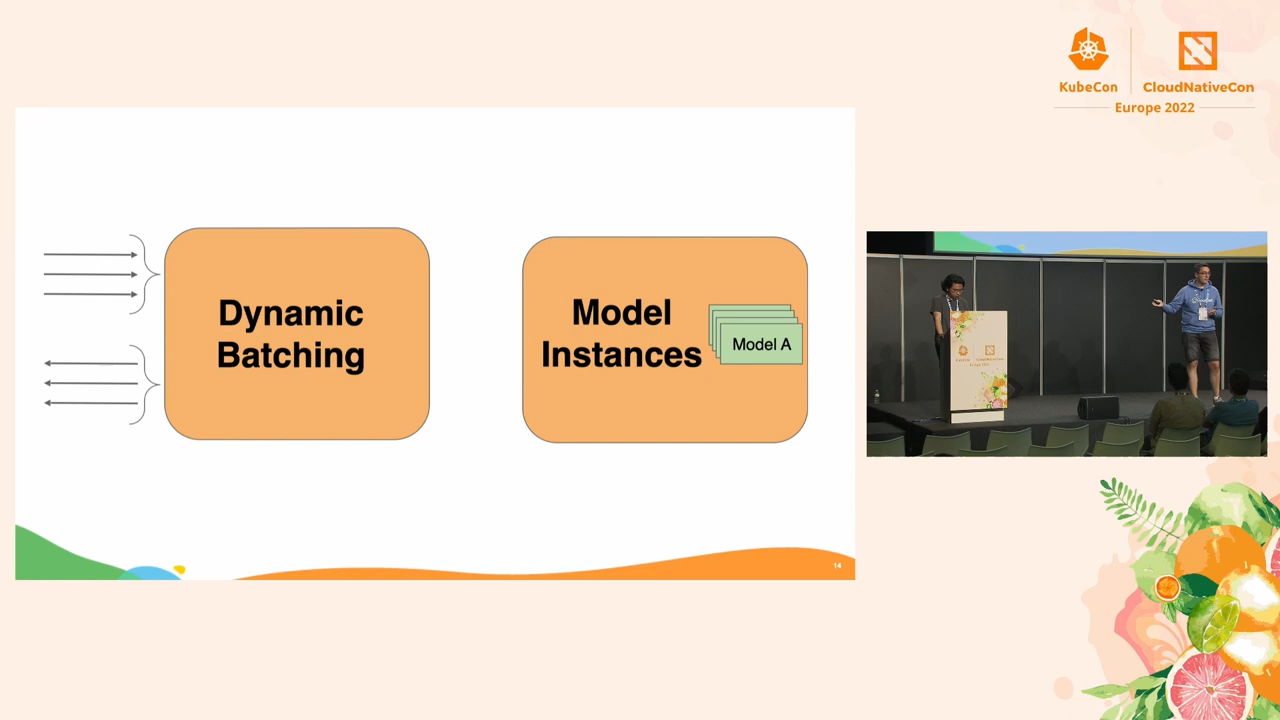 KubeCon
CloudNativeCon
Europe 2022
Dynamic
Batching
Model
Instances
Model A
14